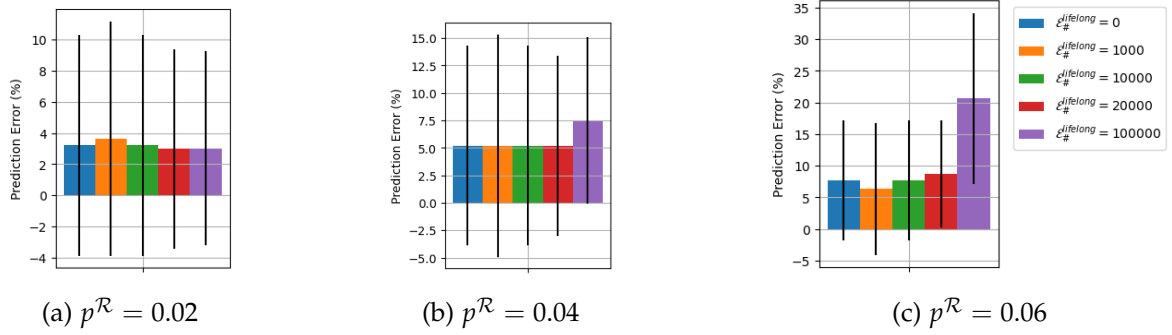 Prediction Error (%)
10
8
6
4
2
0
−2
−4
(a) p^R = 0.02
Prediction Error (%)
15.0
12.5
10.0
7.5
5.0
2.5
0.0
−2.5
−5.0
(b) p^R = 0.04
Prediction Error (%)
35
30
25
20
15
10
5
0
−5
(c) p^R = 0.06
ℰ_#^lifelong = 0
ℰ_#^lifelong = 1000
ℰ_#^lifelong = 10000
ℰ_#^lifelong = 20000
ℰ_#^lifelong = 100000